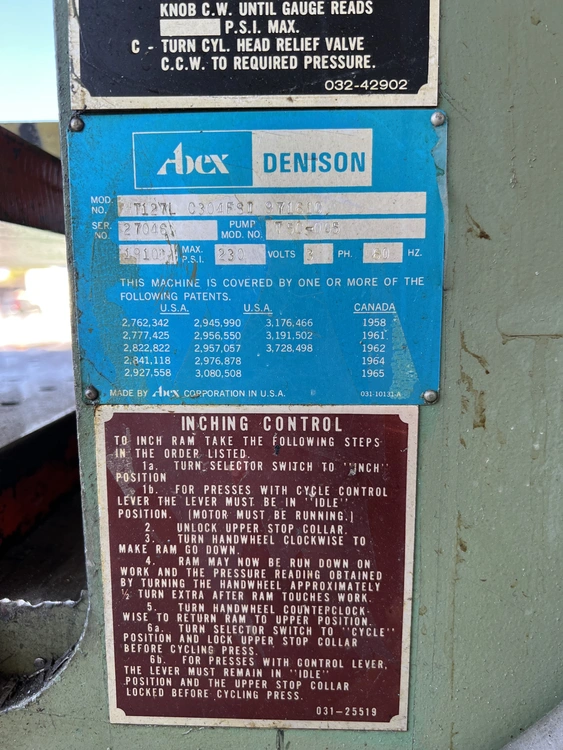 KNOB C.W. UNTIL GAUGE READS
P.S.I. MAX.
C - TURN CYL. HEAD RELIEF VALVE
C.C.W. TO REQUIRED PRESSURE.
032-42902
Abex DENISON
MOD. NO.
SER. NO. PUMP MOD. NO.
MAX. P.S.I. VOLTS PH. 60 HZ.
THIS MACHINE IS COVERED BY ONE OR MORE OF THE
FOLLOWING PATENTS.
U.S.A. U.S.A. CANADA
2,762,342 2,945,990 3,176,466 1958
2,777,425 2,956,550 3,191,502 1961
2,822,822 2,957,057 3,728,498 1962
2,841,118 2,976,878 1964
2,927,558 3,080,508 1965
MADE BY Abex CORPORATION IN U.S.A. 031-10131-A
INCHING CONTROL
TO INCH RAM TAKE THE FOLLOWING STEPS
IN THE ORDER LISTED.
1a. TURN SELECTOR SWITCH TO "INCH"
POSITION
1b. FOR PRESSES WITH CYCLE CONTROL
LEVER THE LEVER MUST BE IN "IDLE"
POSITION. [MOTOR MUST BE RUNNING.]
2. UNLOCK UPPER STOP COLLAR.
3. TURN HANDWHEEL CLOCKWISE TO
MAKE RAM GO DOWN.
4. RAM MAY NOW BE RUN DOWN ON
WORK AND THE PRESSURE READING OBTAINED
BY TURNING THE HANDWHEEL APPROXIMATELY
½ TURN EXTRA AFTER RAM TOUCHES WORK
5. TURN HANDWHEEL COUNTERCLOCK-
WISE TO RETURN RAM TO UPPER POSITION.
6a. TURN SELECTOR SWITCH TO "CYCLE"
POSITION AND LOCK UPPER STOP COLLAR
BEFORE CYCLING PRESS.
6b. FOR PRESSES WITH CONTROL LEVER,
THE LEVER MUST REMAIN IN "IDLE"
POSITION AND THE UPPER STOP COLLAR
LOCKED BEFORE CYCLING PRESS.
031-25519